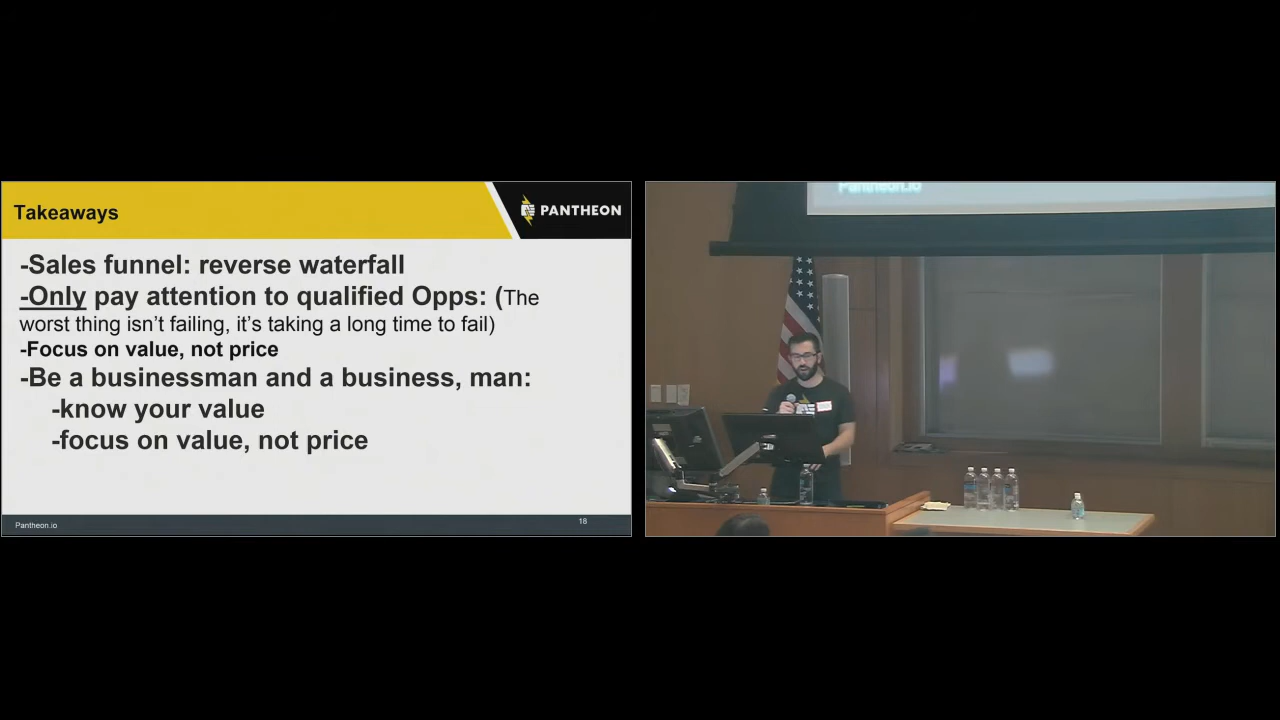 Takeaways
PANTHEON
-Sales funnel: reverse waterfall
-Only pay attention to qualified Opps: (The
worst thing isn’t failing, it’s taking a long time to fail)
-Focus on value, not price
-Be a businessman and a business, man:
-know your value
-focus on value, not price
Pantheon.io
18
Pantheon.io